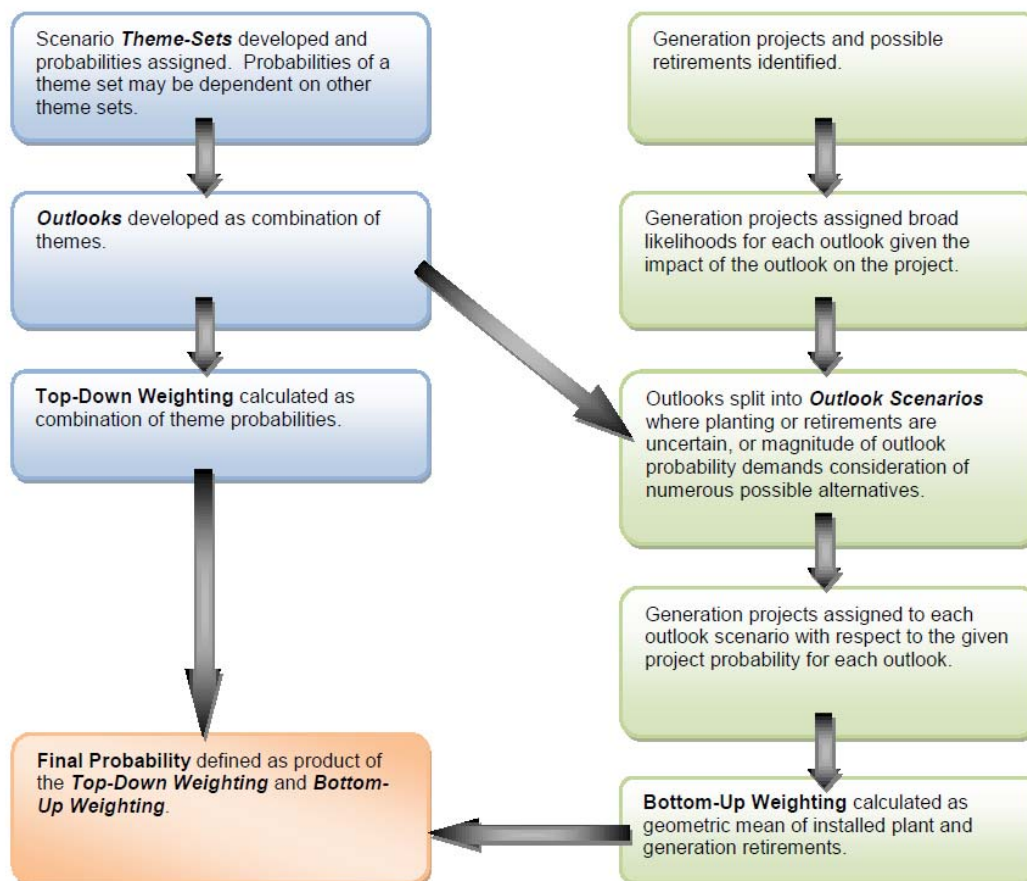 Scenario Theme-Sets developed and
probabilities assigned.  Probabilities of a
theme set may be dependent on other
theme sets.
Outlooks developed as combination of
themes.
Top-Down Weighting calculated as
combination of theme probabilities.
Final Probability defined as product of
the Top-Down Weighting and Bottom-
Up Weighting.
Generation projects and possible
retirements identified.
Generation projects assigned broad
likelihoods for each outlook given the
impact of the outlook on the project.
Outlooks split into Outlook Scenarios
where planting or retirements are
uncertain, or magnitude of outlook
probability demands consideration of
numerous possible alternatives.
Generation projects assigned to each
outlook scenario with respect to the given
project probability for each outlook.
Bottom-Up Weighting calculated as
geometric mean of installed plant and
generation retirements.